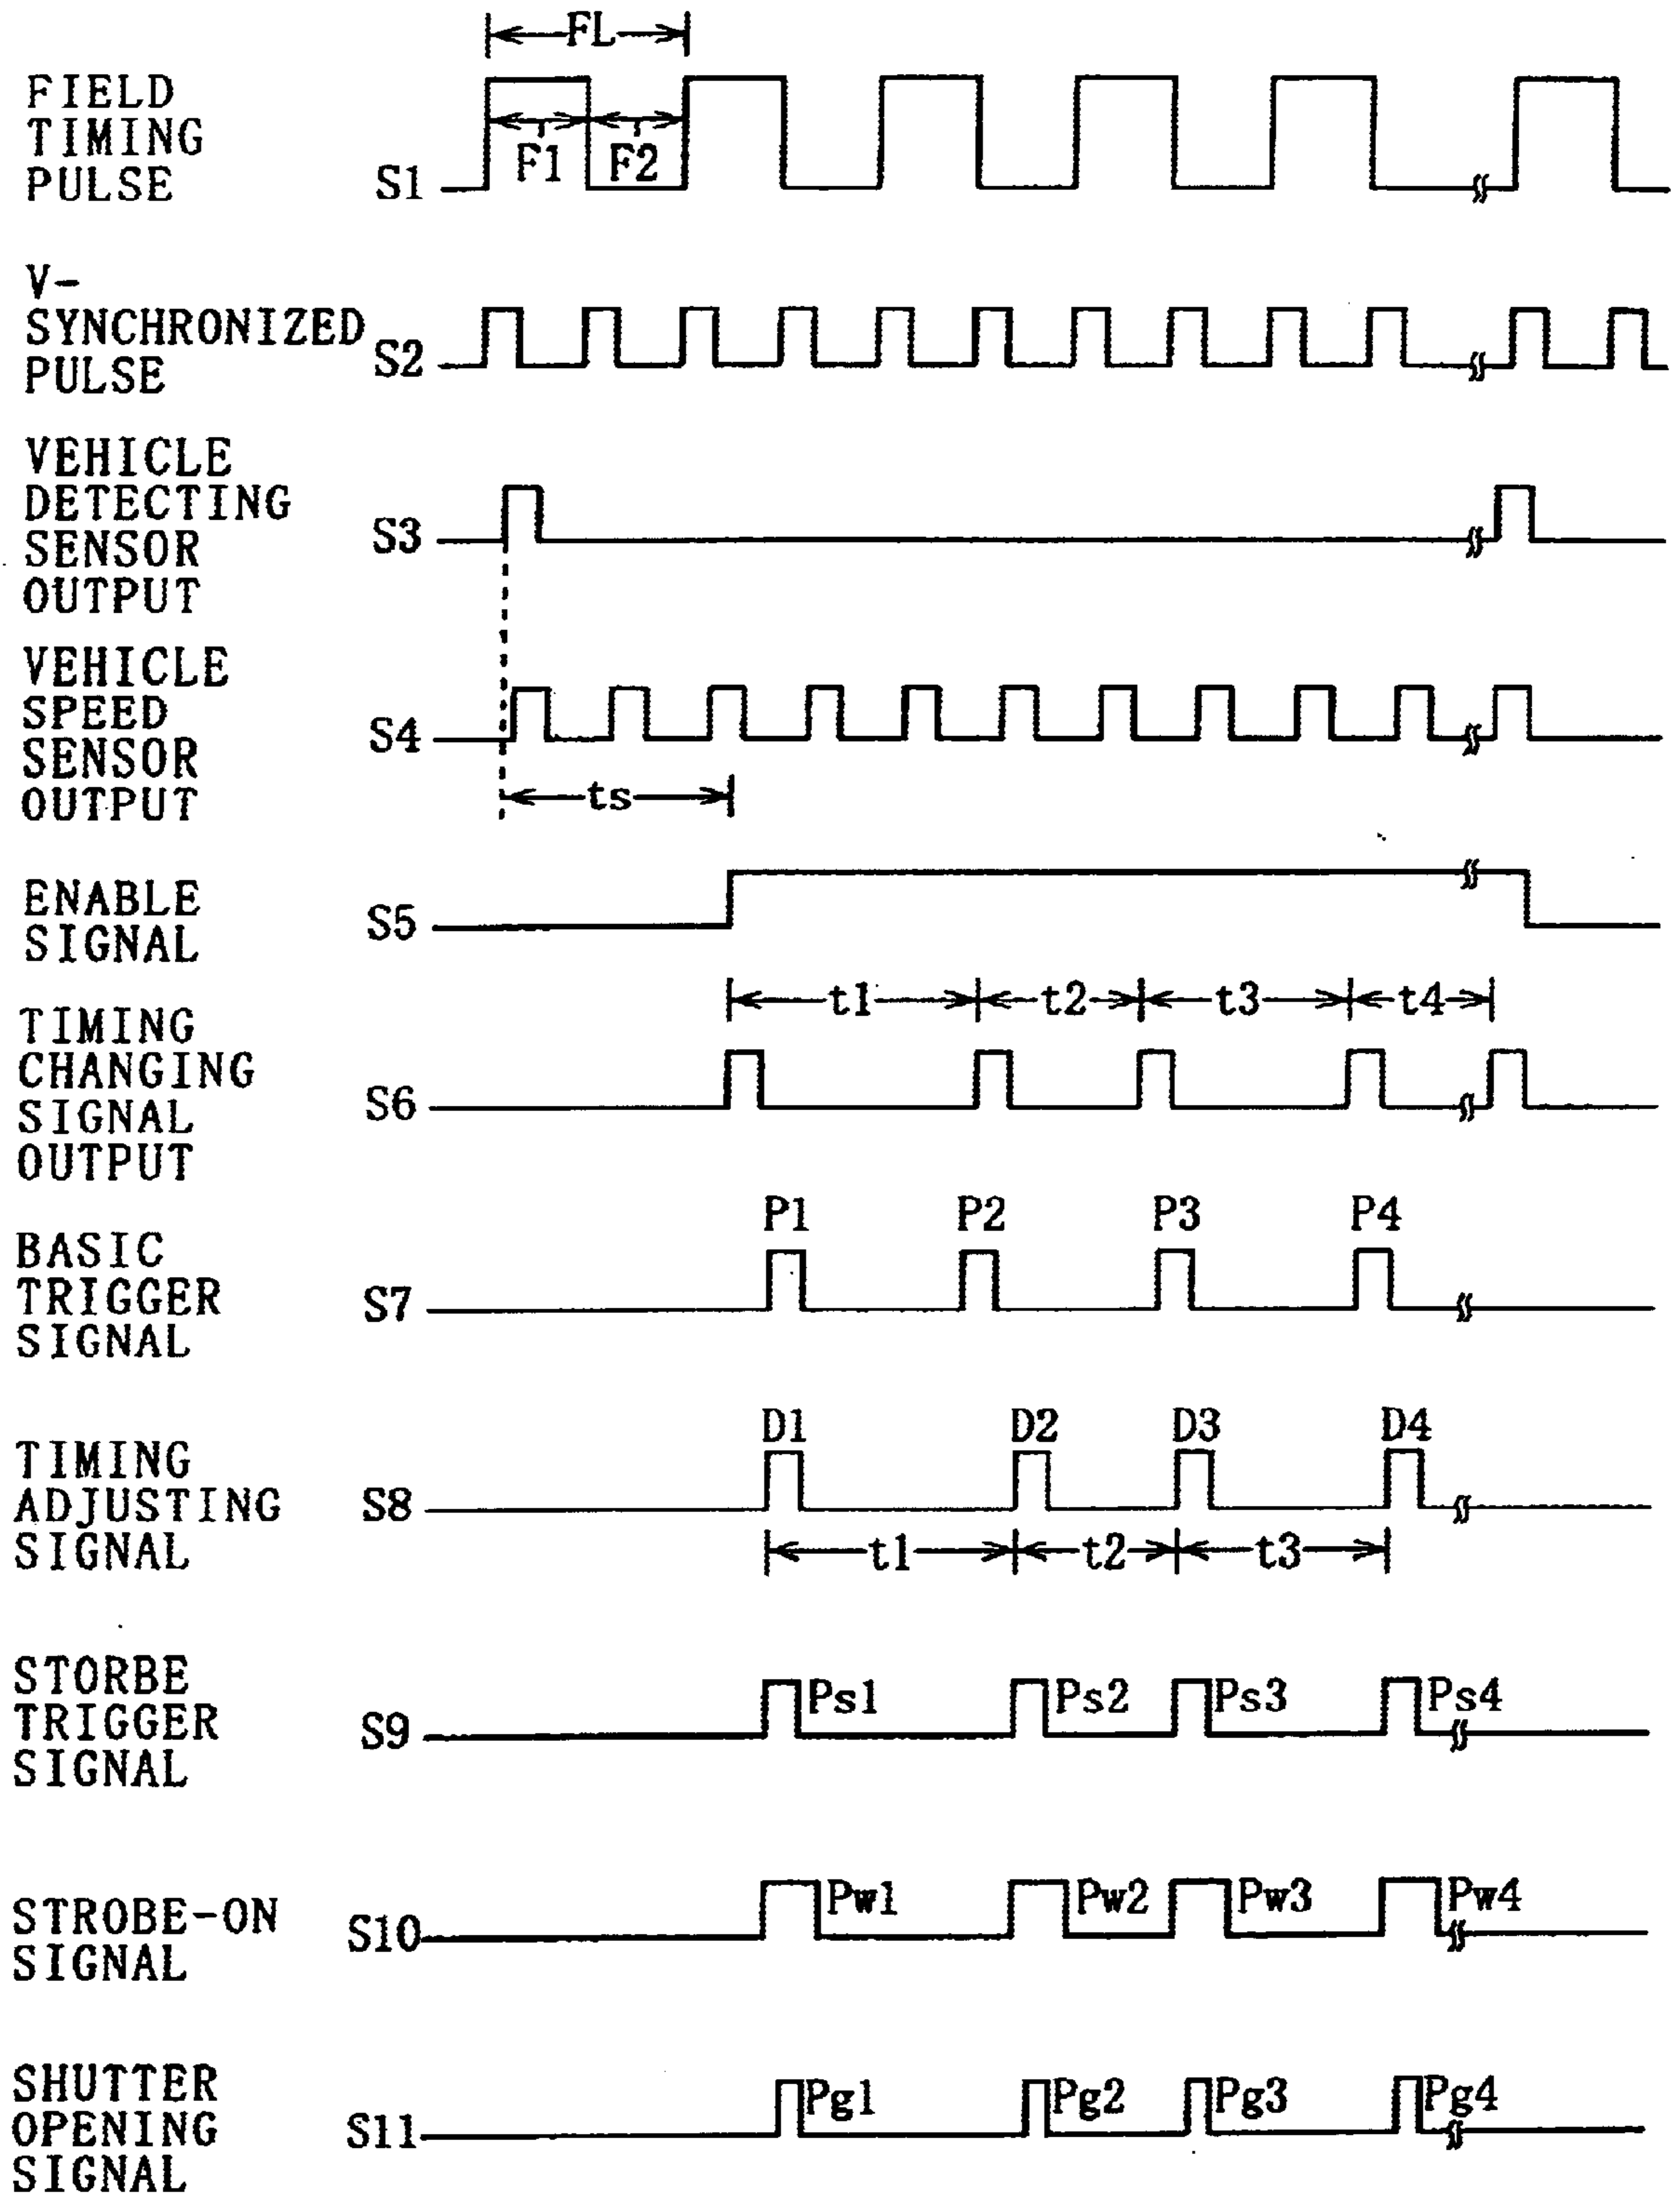 FL
FIELD
TIMING
PULSE
S1
F1
F2
V-
SYNCHRONIZED
PULSE
S2
VEHICLE
DETECTING
SENSOR
OUTPUT
S3
VEHICLE
SPEED
SENSOR
OUTPUT
S4
ts
ENABLE
SIGNAL
S5
t1
t2
t3
t4
TIMING
CHANGING
SIGNAL
OUTPUT
S6
P1
P2
P3
P4
BASIC
TRIGGER
SIGNAL
S7
D1
D2
D3
D4
TIMING
ADJUSTING
SIGNAL
S8
t1
t2
t3
STORBE
TRIGGER
SIGNAL
S9
Ps1
Ps2
Ps3
Ps4
STROBE-ON
SIGNAL
S10
Pw1
Pw2
Pw3
Pw4
SHUTTER
OPENING
SIGNAL
S11
Pg1
Pg2
Pg3
Pg4